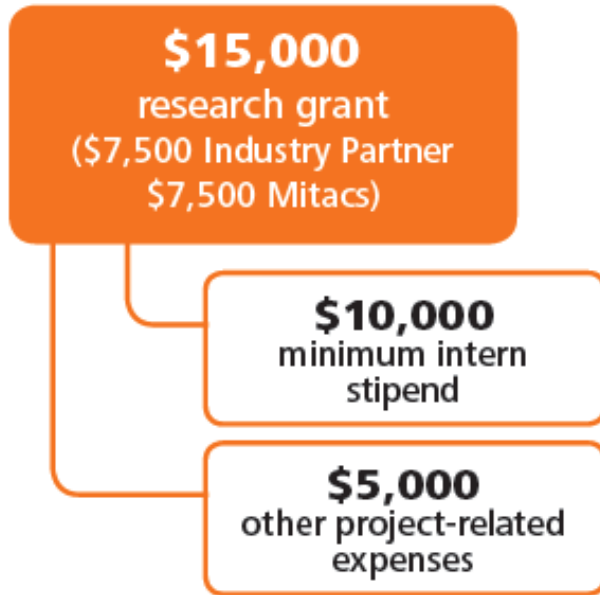 $15,000
research grant
($7,500 Industry Partner
$7,500 Mitacs)
$10,000
minimum intern
stipend
$5,000
other project-related
expenses